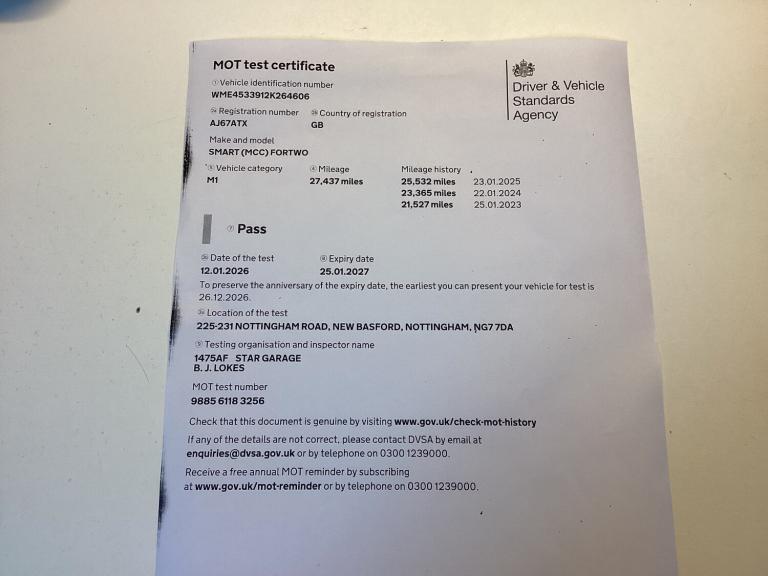 MOT test certificate
Driver & Vehicle
Standards
Agency
① Vehicle identification number
WME4533912K264606
Registration number
Country of registration
AJ67ATX
GB
Make and model
SMART (MCC) FORTWO
Vehicle category
Mileage
Mileage history
M1
27,437 miles
25,532 miles 23.01.2025
23,365 miles 22.01.2024
21,527 miles 25.01.2023
⑦ Pass
Date of the test
Expiry date
12.01.2026
25.01.2027
To preserve the anniversary of the expiry date, the earliest you can present your vehicle for test is
26.12.2026.
Location of the test
225-231 NOTTINGHAM ROAD, NEW BASFORD, NOTTINGHAM, NG7 7DA
Testing organisation and inspector name
1475AF STAR GARAGE
B. J. LOKES
MOT test number
9885 6118 3256
Check that this document is genuine by visiting www.gov.uk/check-mot-history
If any of the details are not correct, please contact DVSA by email at
enquiries@dvsa.gov.uk or by telephone on 0300 1239000.
Receive a free annual MOT reminder by subscribing
at www.gov.uk/mot-reminder or by telephone on 0300 1239000.